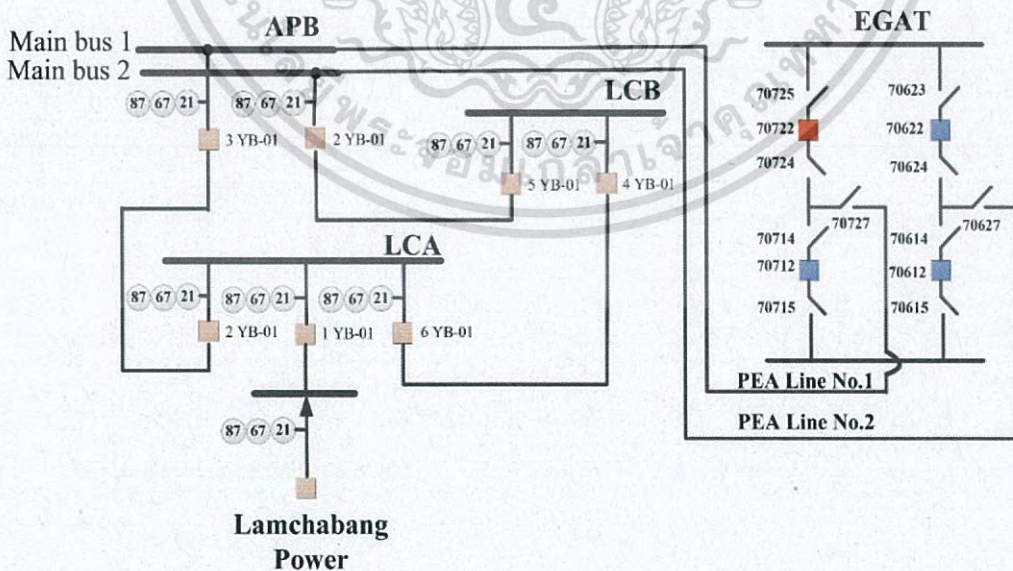 APB
EGAT
Main bus 1
Main bus 2
87 67 21
87 67 21
3 YB-01
2 YB-01
LCB
87 67 21
87 67 21
5 YB-01
4 YB-01
70725
70722
70724
70727
70714
70712
70715
70623
70622
70624
70627
70614
70612
70615
LCA
87 67 21
87 67 21
87 67 21
2 YB-01
1 YB-01
6 YB-01
PEA Line No.1
PEA Line No.2
87 67 21
Lamchabang
Power